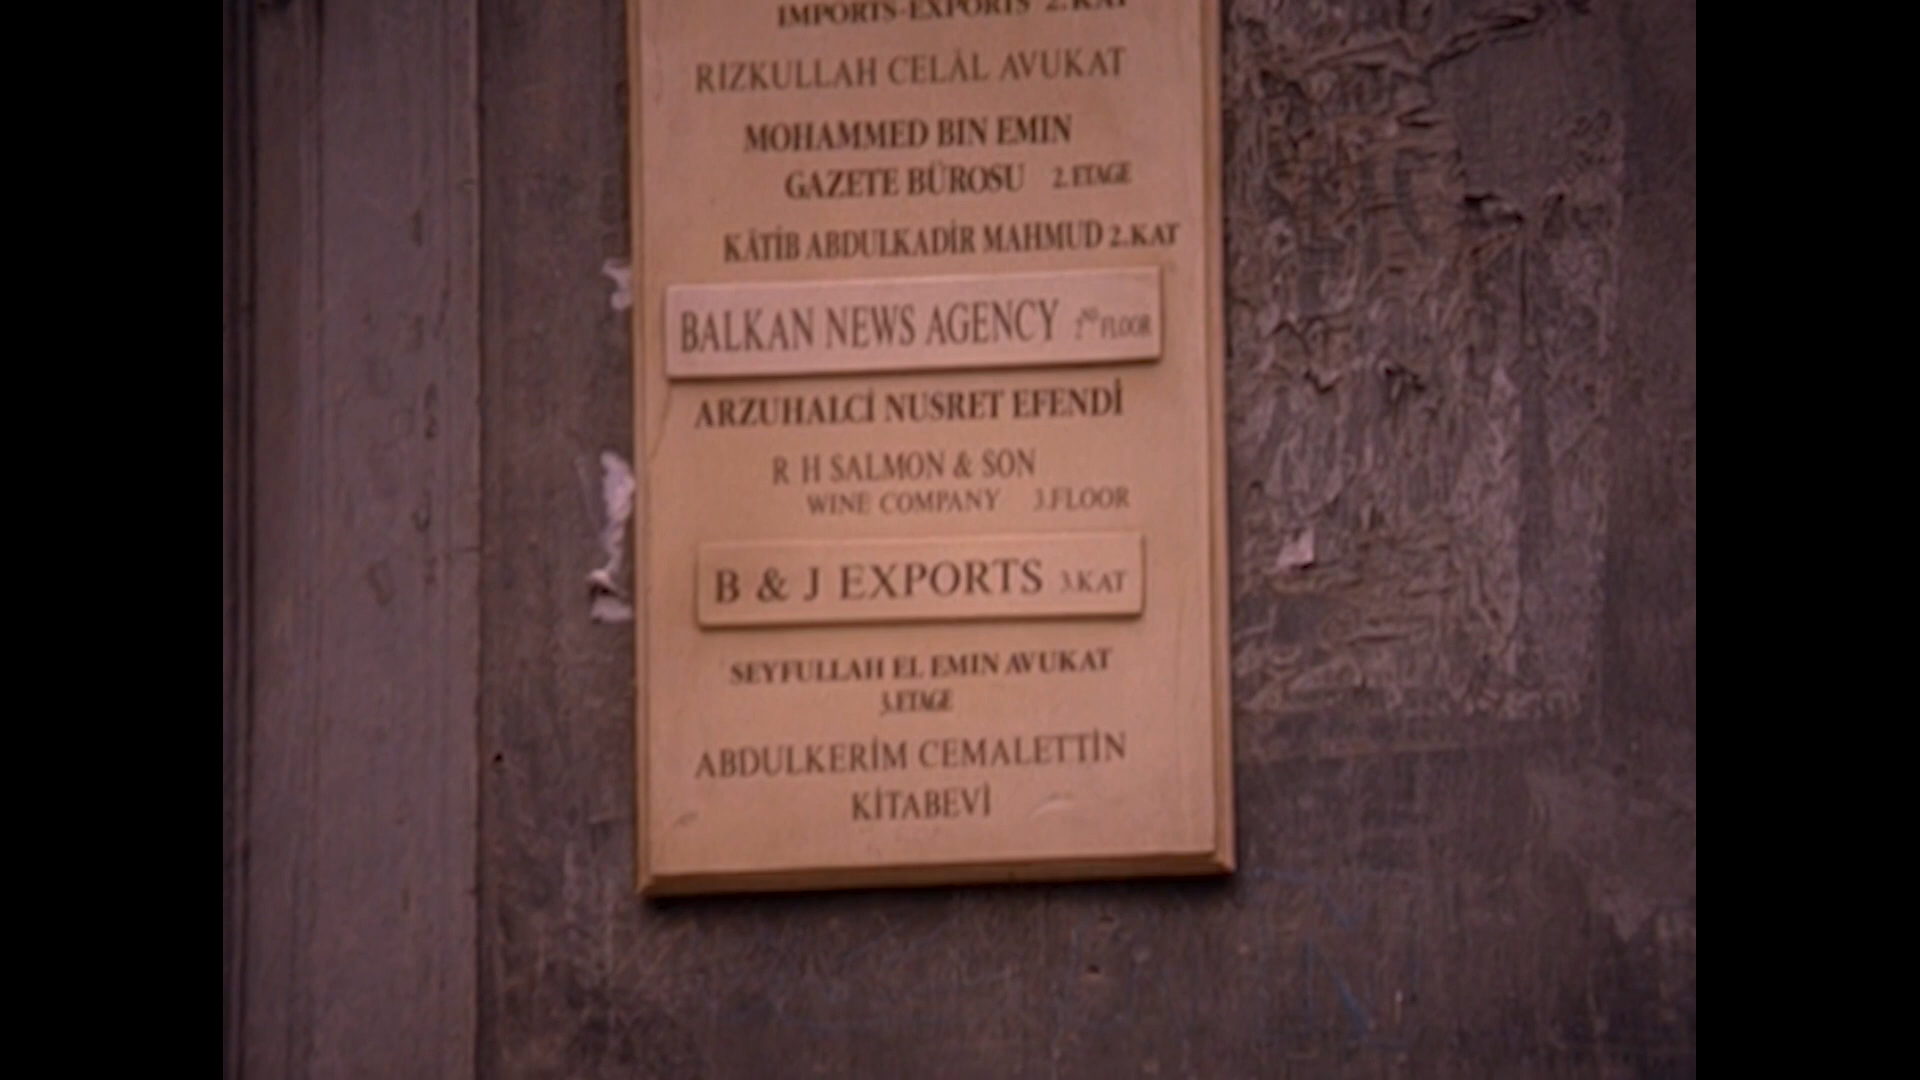 IMPORTS-EXPORTS 2.KAT
RIZKULLAH CELÂL AVUKAT
MOHAMMED BIN EMIN
GAZETE BÜROSU 2.ETAGE
KÂTİB ABDULKADİR MAHMUD 2.KAT
BALKAN NEWS AGENCY 2ND FLOOR
ARZUHALCİ NUSRET EFENDİ
R H SALMON & SON
WINE COMPANY 3.FLOOR
B & J EXPORTS 3.KAT
SEYFULLAH EL EMIN AVUKAT
3.ETAGE
ABDULKERİM CEMALETTİN
KİTABEVİ